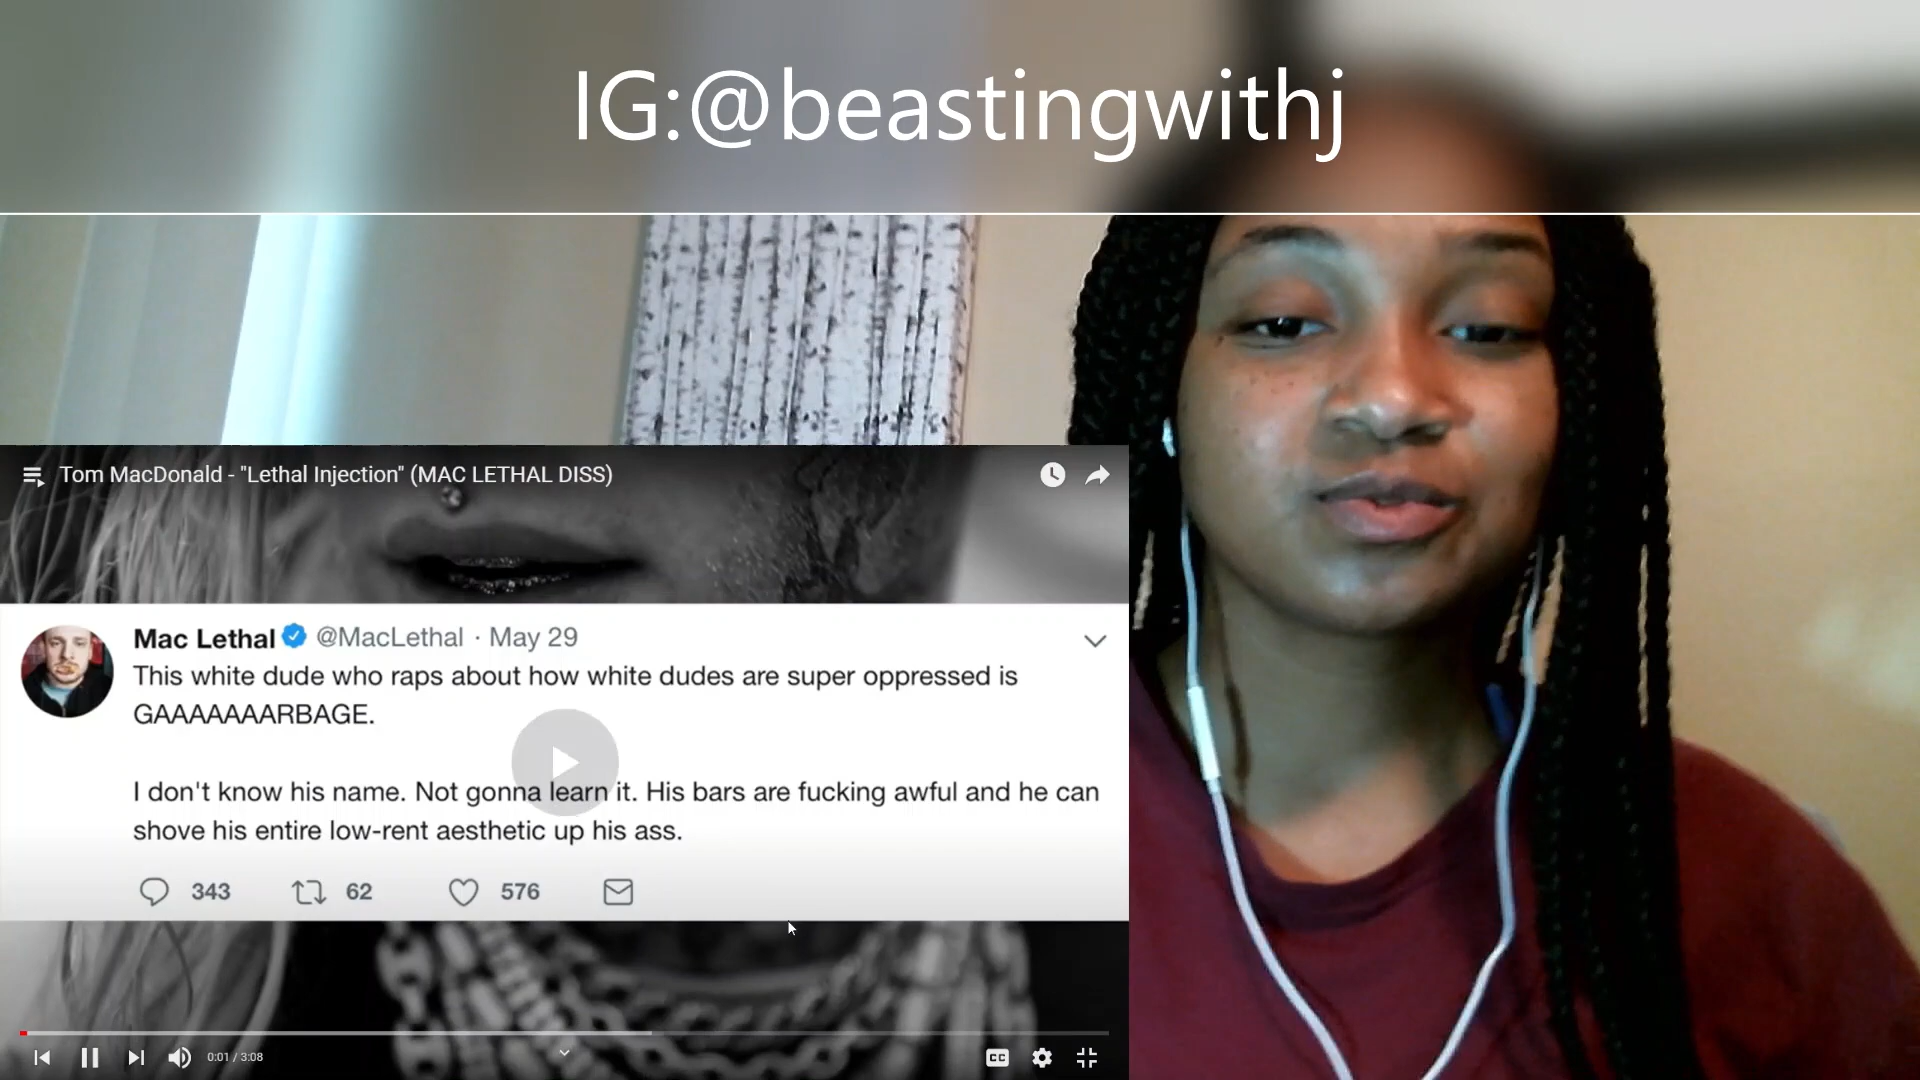 IG:@beastingwithj
Tom MacDonald - "Lethal Injection" (MAC LETHAL DISS)
Mac Lethal @MacLethal · May 29
This white dude who raps about how white dudes are super oppressed is
GAAAAAAARBAGE.
I don't know his name. Not gonna learn it. His bars are fucking awful and he can
shove his entire low-rent aesthetic up his ass.
343 62 576
0:01 / 3:08 CC